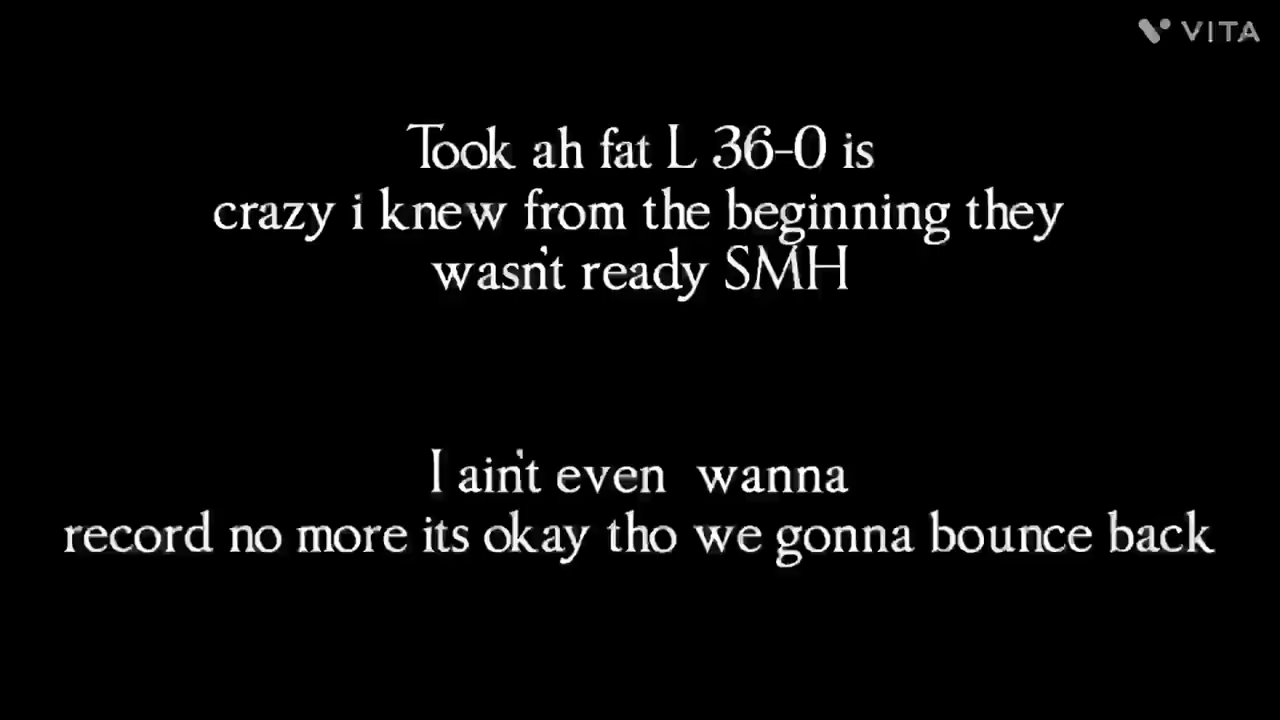 VITA
Took ah fat L 36-0 is
crazy i knew from the beginning they
wasn't ready SMH
I ain't even wanna
record no more its okay tho we gonna bounce back